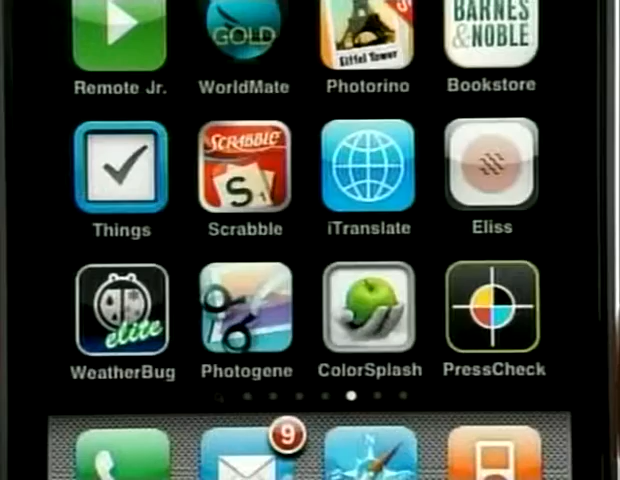 GOLD
Eiffel Tower
BARNES
&NOBLE
Remote Jr. WorldMate Photorino Bookstore
SCRABBLE
S1
Things Scrabble iTranslate Eliss
elite
WeatherBug Photogene ColorSplash PressCheck
9